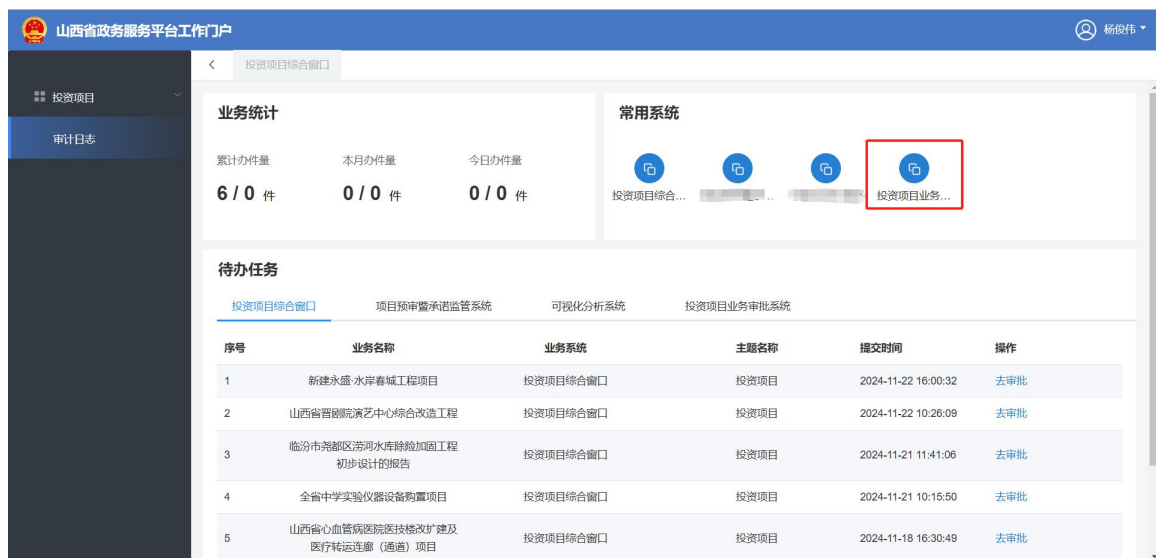 山西省政务服务平台工作门户
杨俊伟
投资项目综合窗口
投资项目
审计日志
业务统计
累计办件量 本月办件量 今日办件量
6 / 0 件 0 / 0 件 0 / 0 件
常用系统
投资项目综合... 投资项目业务...
待办任务
投资项目综合窗口 项目预审暨承诺监管系统 可视化分析系统 投资项目业务审批系统
序号 业务名称 业务系统 主题名称 提交时间 操作
1 新建永盛·水岸春城工程项目 投资项目综合窗口 投资项目 2024-11-22 16:00:32 去审批
2 山西省晋剧院演艺中心综合改造工程 投资项目综合窗口 投资项目 2024-11-22 10:26:09 去审批
3 临汾市尧都区涝河水库除险加固工程
初步设计的报告 投资项目综合窗口 投资项目 2024-11-21 11:41:06 去审批
4 全省中学实验仪器设备购置项目 投资项目综合窗口 投资项目 2024-11-21 10:15:50 去审批
5 山西省心血管病医院医技楼改扩建及
医疗转运连廊（通道）项目 投资项目综合窗口 投资项目 2024-11-18 16:30:49 去审批